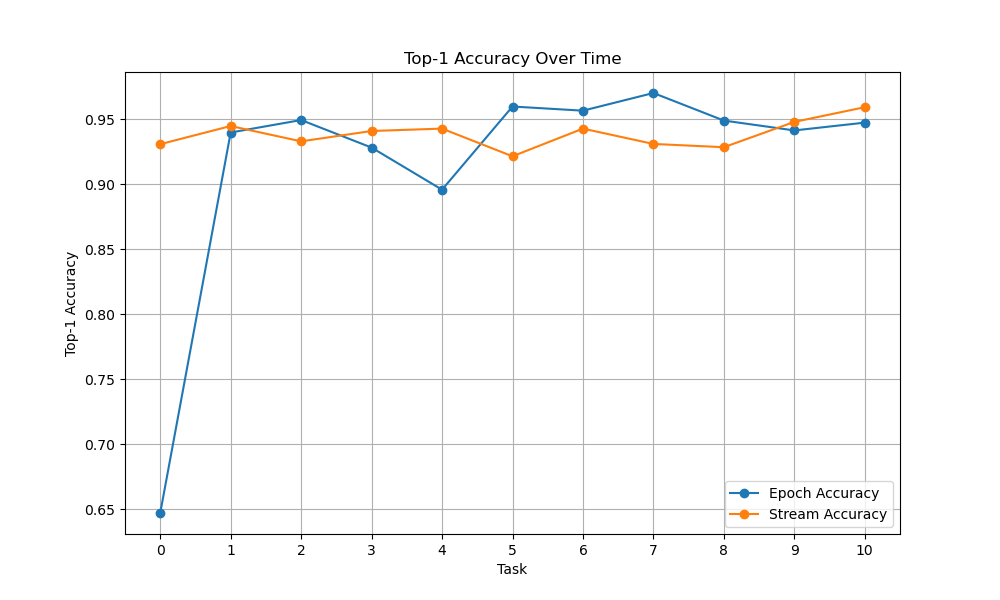 Top-1 Accuracy Over Time
Top-1 Accuracy
0.95
0.90
0.85
0.80
0.75
0.70
0.65
0 1 2 3 4 5 6 7 8 9 10
Task
Epoch Accuracy
Stream Accuracy